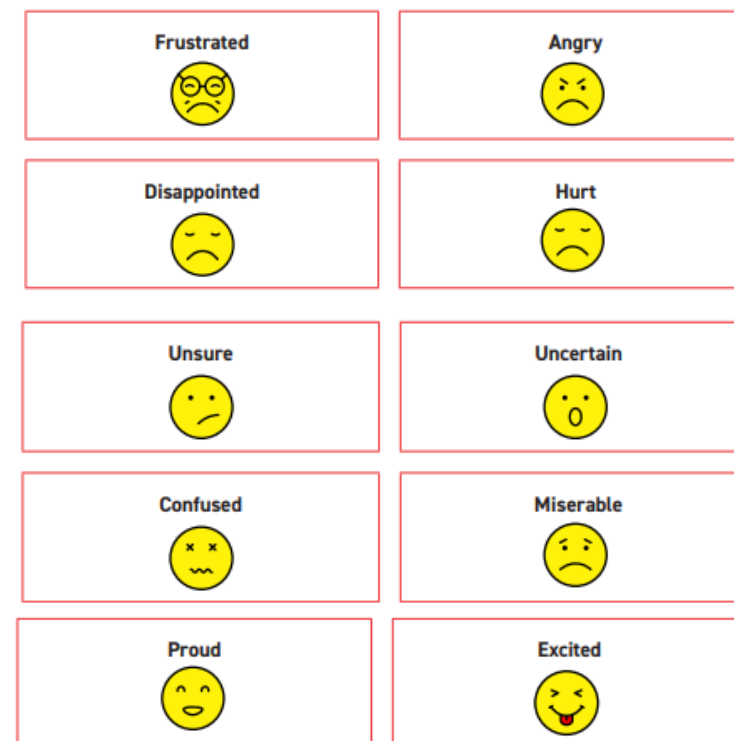 Frustrated
Angry
Disappointed
Hurt
Unsure
Uncertain
Confused
Miserable
Proud
Excited